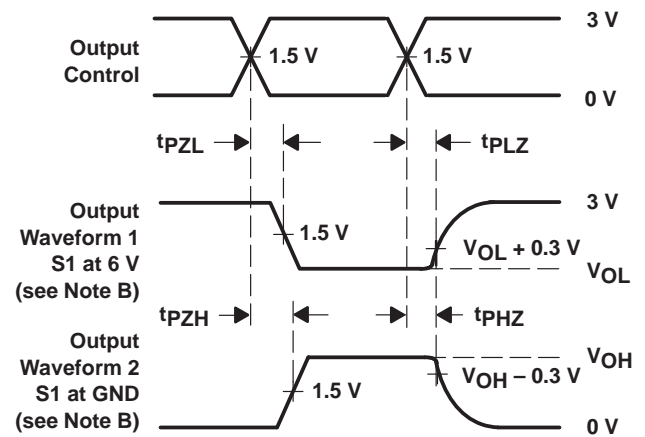 3 V
Output
Control
1.5 V
1.5 V
0 V
tPZL
tPLZ
3 V
Output
Waveform 1
S1 at 6 V
(see Note B)
1.5 V
VOL + 0.3 V
VOL
tPZH
tPHZ
Output
Waveform 2
S1 at GND
(see Note B)
VOH
VOH – 0.3 V
1.5 V
0 V